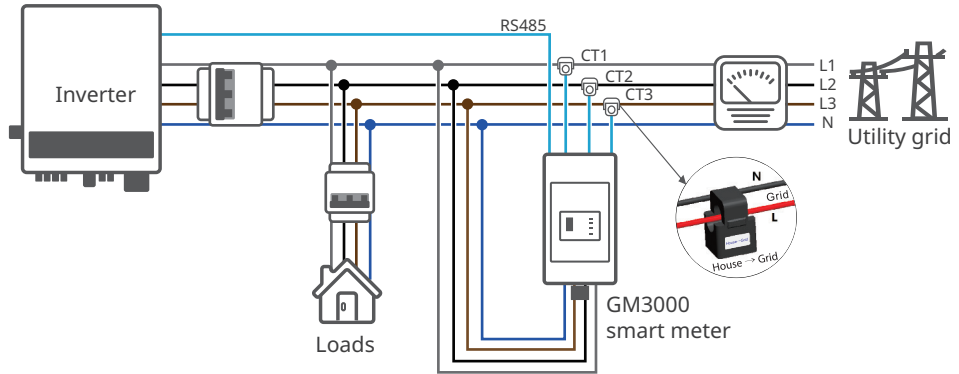 RS485
CT1
CT2
CT3
L1
L2
L3
N
Inverter
Utility grid
N
Grid
L
House→Grid
House → Grid
GM3000
smart meter
Loads